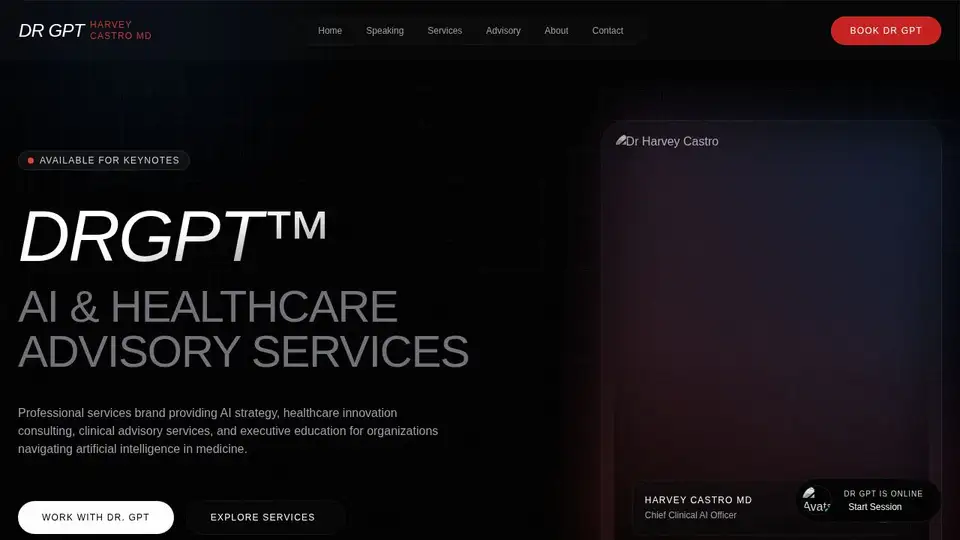 DR GPT
HARVEY
CASTRO MD
Home
Speaking
Services
Advisory
About
Contact
BOOK DR GPT
AVAILABLE FOR KEYNOTES
DRGPT™
AI & HEALTHCARE
ADVISORY SERVICES
Professional services brand providing AI strategy, healthcare innovation
consulting, clinical advisory services, and executive education for organizations
navigating artificial intelligence in medicine.
WORK WITH DR. GPT
EXPLORE SERVICES
Dr Harvey Castro
HARVEY CASTRO MD
Chief Clinical AI Officer
DR GPT IS ONLINE
Start Session